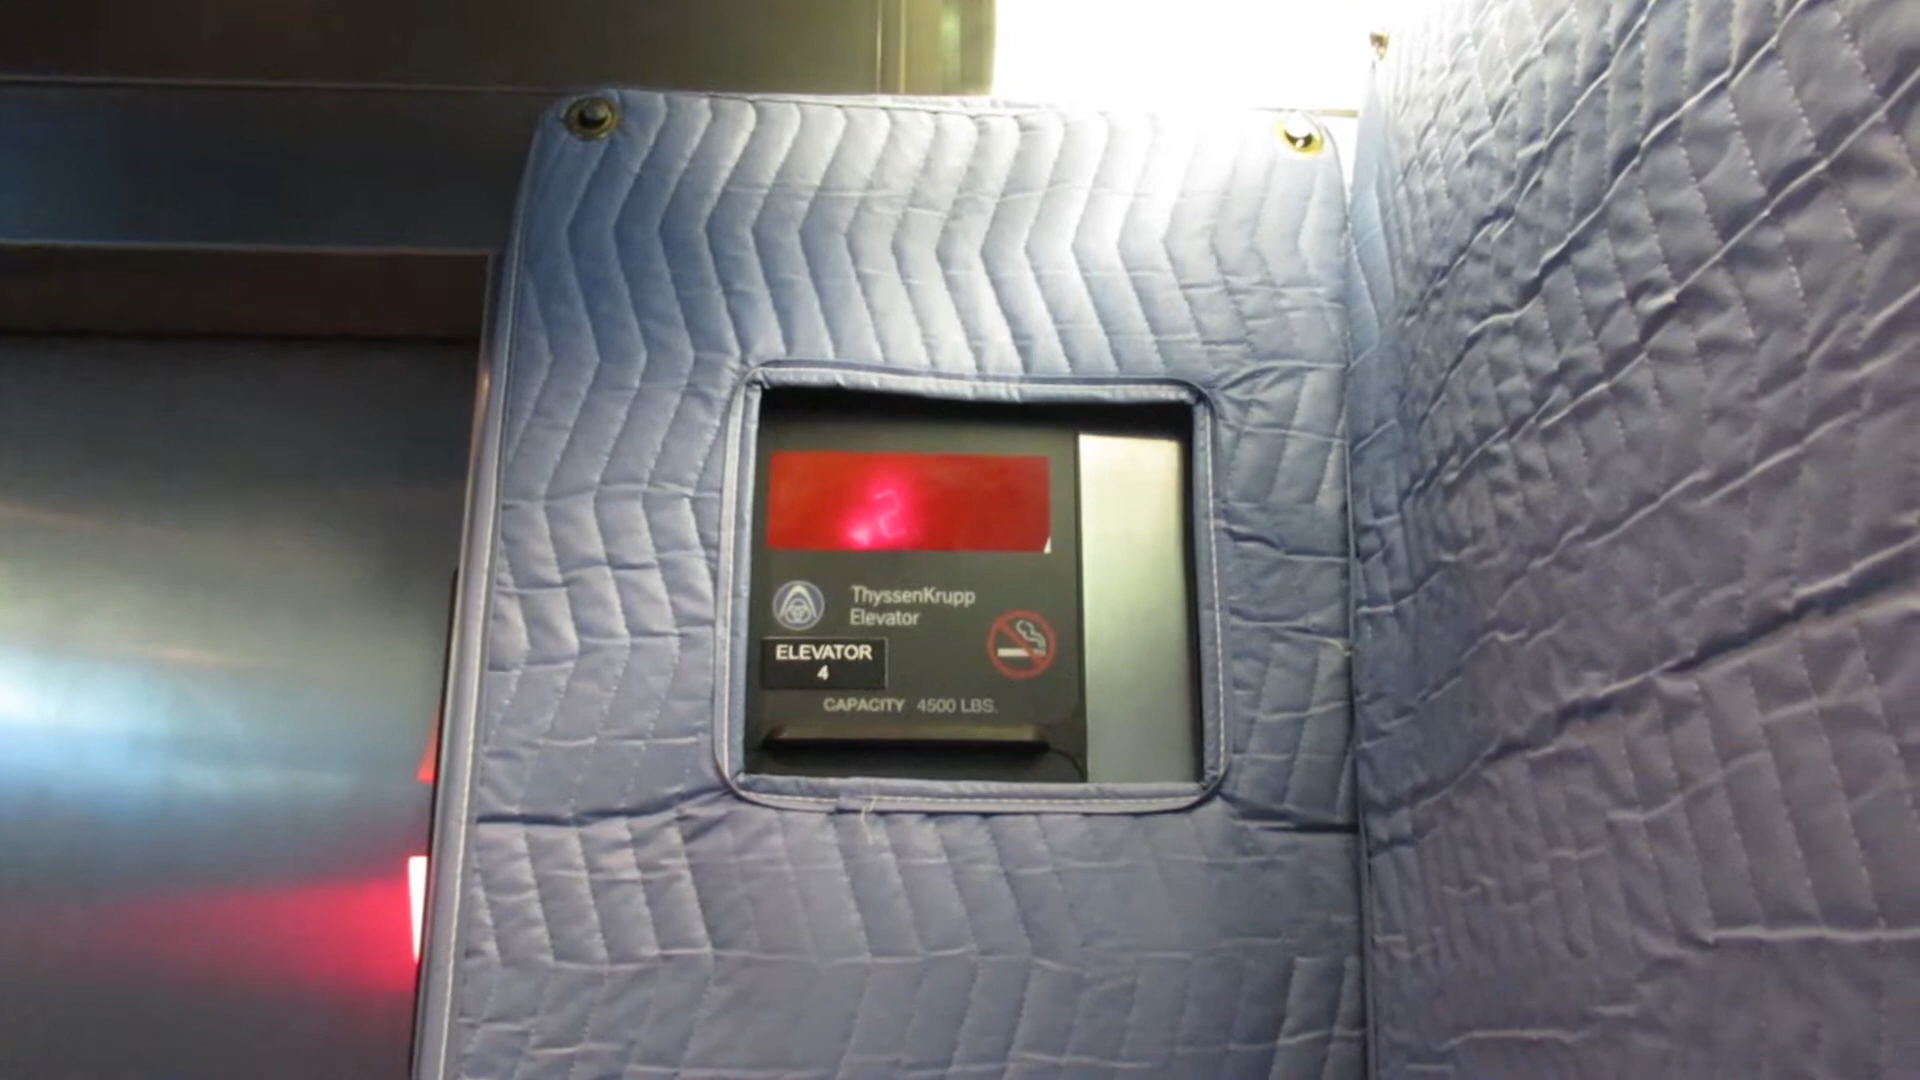 2
ThyssenKrupp
Elevator
ELEVATOR
4
CAPACITY 4500 LBS.